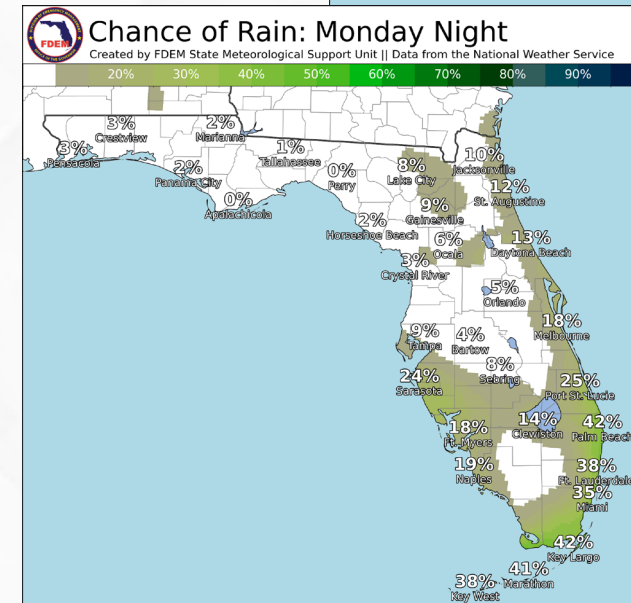 Chance of Rain: Monday Night
FDEM
Created by FDEM State Meteorological Support Unit || Data from the National Weather Service
20% 30% 40% 50% 60% 70% 80% 90%
3%
Crestview
2%
Marianna
3%
Pensacola
1%
Tallahassee
2%
Panama City
0%
Perry
8%
Lake City
10%
Jacksonville
0%
Apalachicola
12%
St. Augustine
9%
Gainesville
2%
Horseshoe Beach
6%
Ocala
13%
Daytona Beach
3%
Crystal River
5%
Orlando
18%
Melbourne
9%
Tampa
4%
Bartow
8%
Sebring
24%
Sarasota
25%
Port St. Lucie
14%
Clewiston
42%
Palm Beach
18%
Ft. Myers
19%
Naples
38%
Ft. Lauderdale
35%
Miami
42%
Key Largo
41%
Marathon
38%
Key West